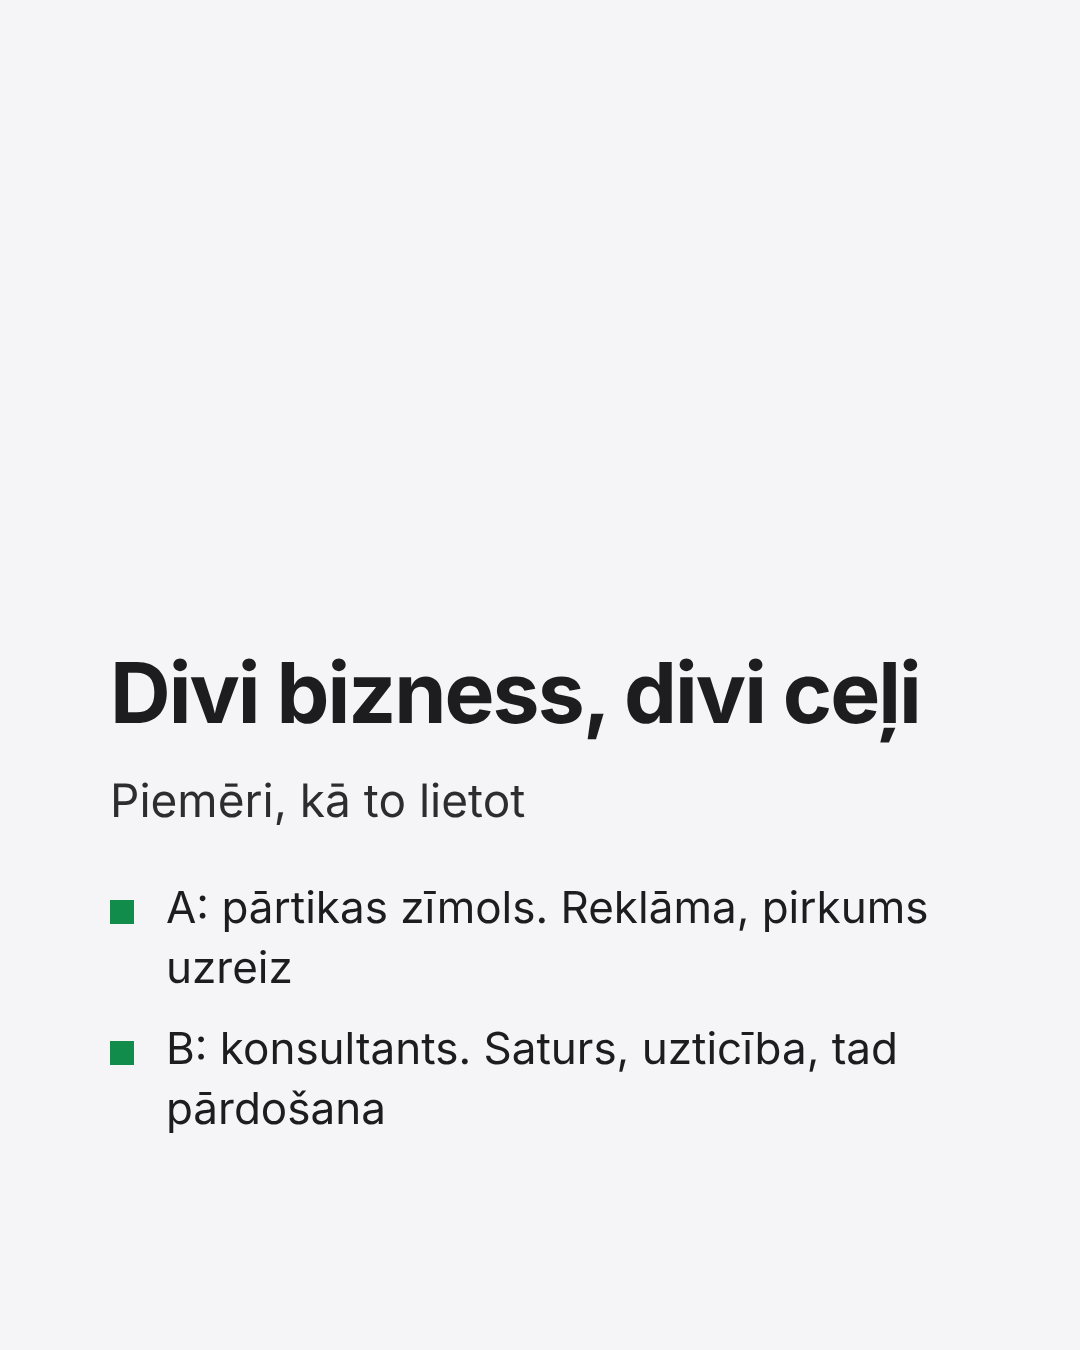 Divi bizness, divi ceļi
Piemēri, kā to lietot
A: pārtikas zīmols. Reklāma, pirkums
uzreiz
B: konsultants. Saturs, uzticība, tad
pārdošana